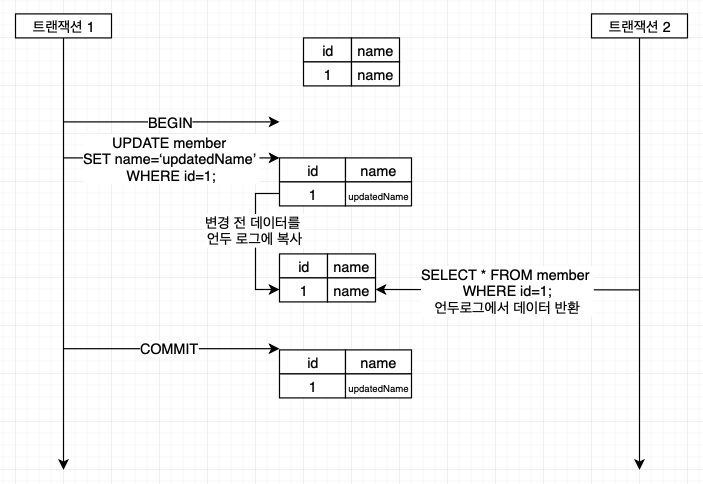 트랜잭션 1
트랜잭션 2
id name
1 name
BEGIN
UPDATE member
SET name=‘updatedName’
WHERE id=1;
id name
1 updatedName
변경 전 데이터를
언두 로그에 복사
id name
1 name
SELECT * FROM member
WHERE id=1;
언두로그에서 데이터 반환
COMMIT
id name
1 updatedName